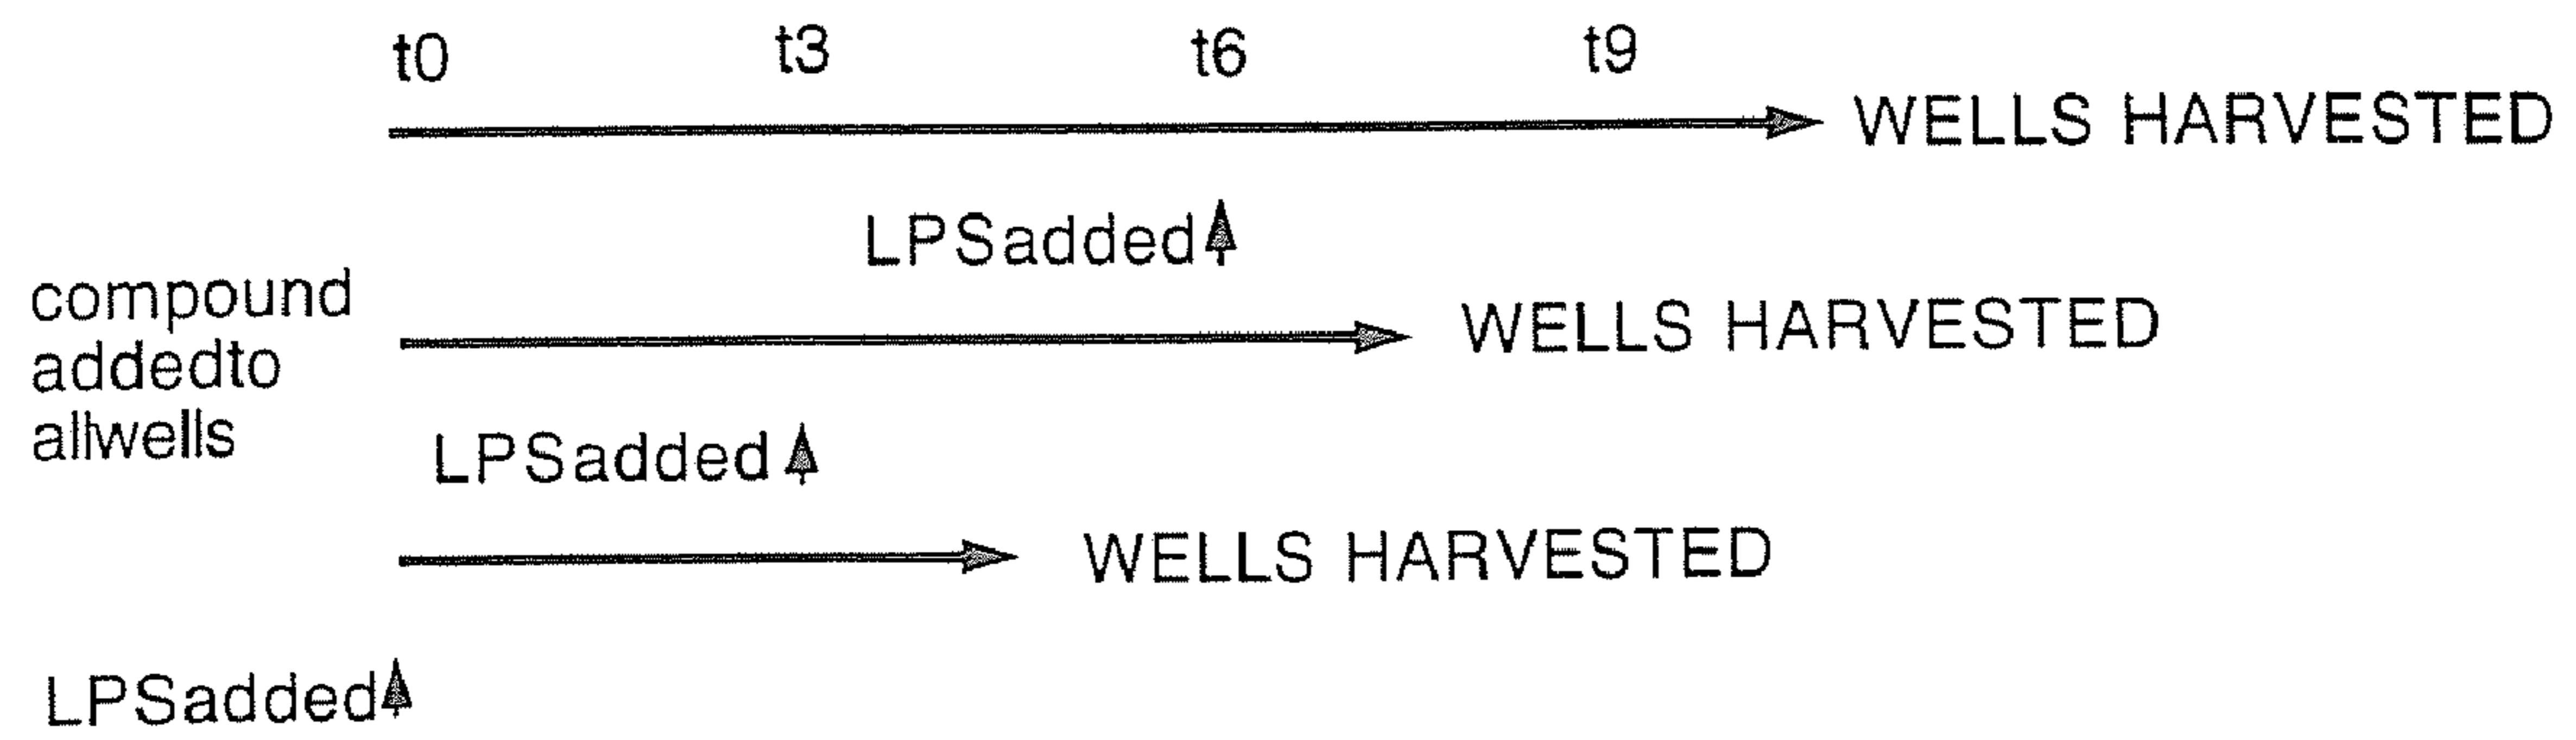 t0 t3 t6 t9
WELLS HARVESTED
LPSadded
compound
addedto
allwells
WELLS HARVESTED
LPSadded
WELLS HARVESTED
LPSadded